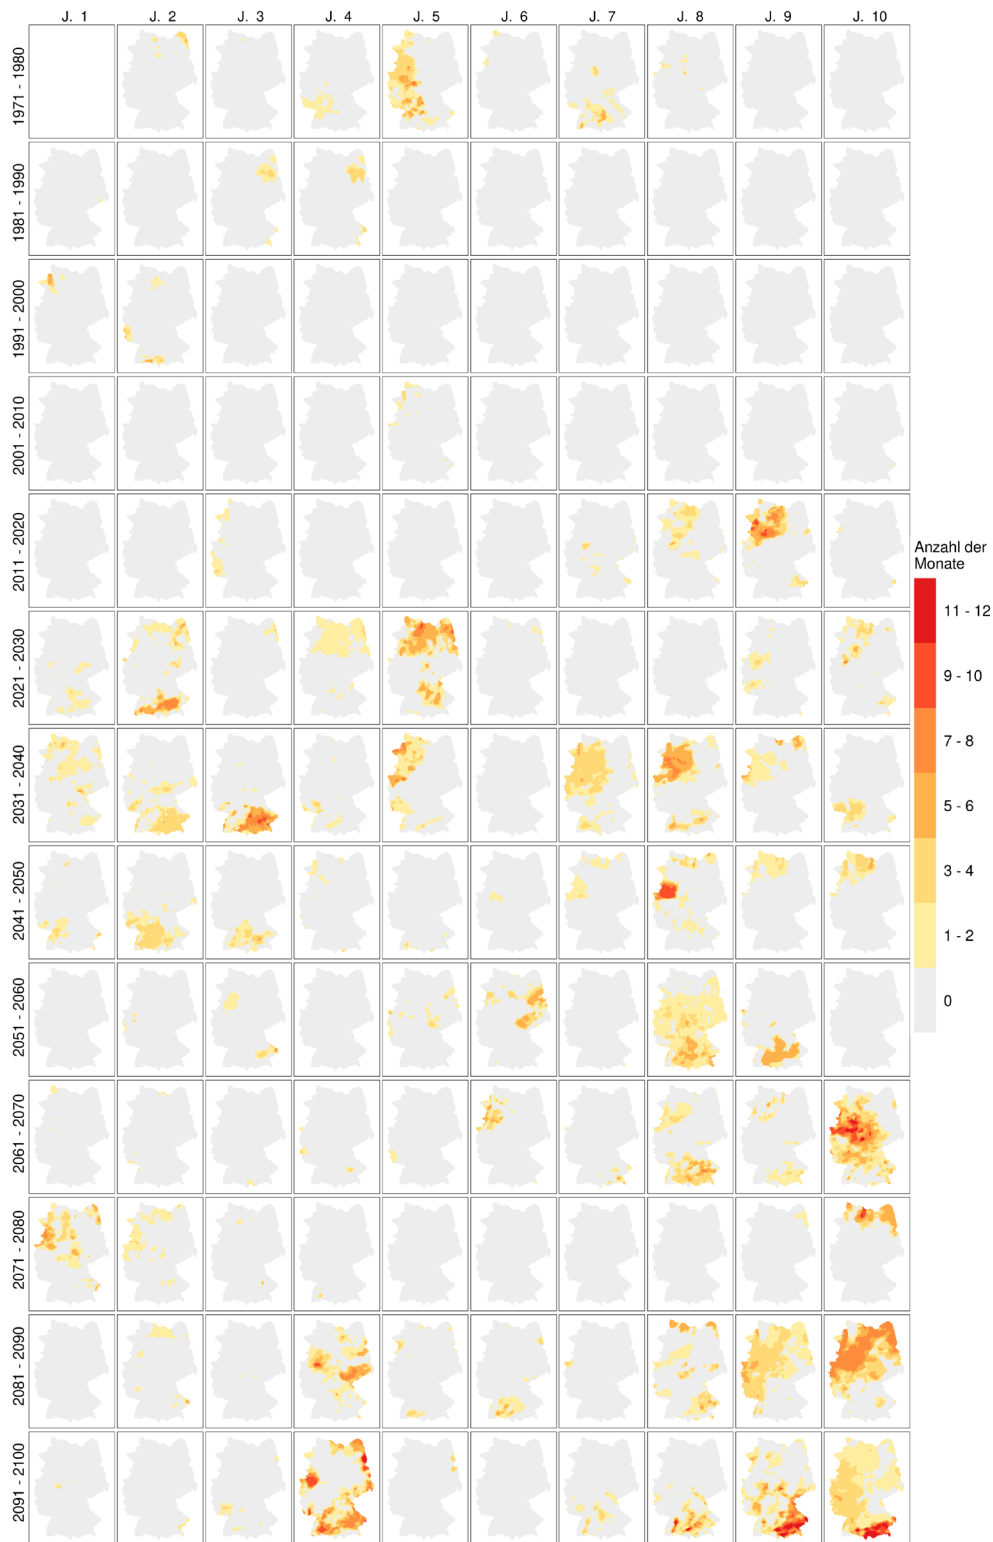 J. 1 J. 2 J. 3 J. 4 J. 5 J. 6 J. 7 J. 8 J. 9 J. 10
1971 - 1980
1981 - 1990
1991 - 2000
2001 - 2010
2011 - 2020
2021 - 2030
2031 - 2040
2041 - 2050
2051 - 2060
2061 - 2070
2071 - 2080
2081 - 2090
2091 - 2100
Anzahl der
Monate
11 - 12
9 - 10
7 - 8
5 - 6
3 - 4
1 - 2
0